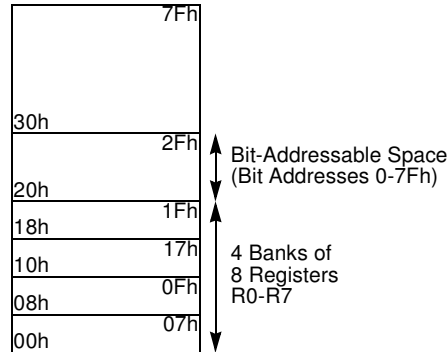 7Fh
30h
2Fh
Bit-Addressable Space
(Bit Addresses 0-7Fh)
20h
1Fh
18h
17h
4 Banks of
8 Registers
R0-R7
10h
0Fh
08h
07h
00h